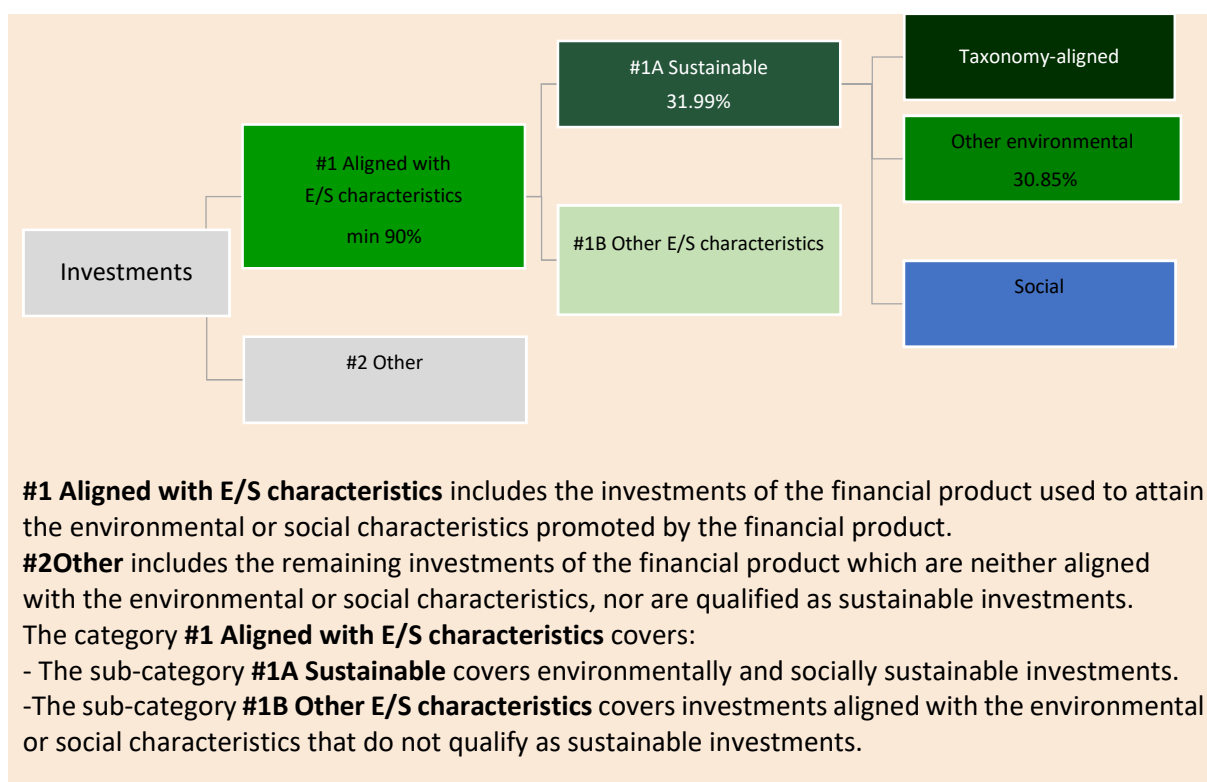 Investments
#1 Aligned with
E/S characteristics
min 90%
#2 Other
#1A Sustainable
31.99%
#1B Other E/S characteristics
Taxonomy-aligned
Other environmental
30.85%
Social
#1 Aligned with E/S characteristics includes the investments of the financial product used to attain
the environmental or social characteristics promoted by the financial product.
#2Other includes the remaining investments of the financial product which are neither aligned
with the environmental or social characteristics, nor are qualified as sustainable investments.
The category #1 Aligned with E/S characteristics covers:
- The sub-category #1A Sustainable covers environmentally and socially sustainable investments.
-The sub-category #1B Other E/S characteristics covers investments aligned with the environmental
or social characteristics that do not qualify as sustainable investments.